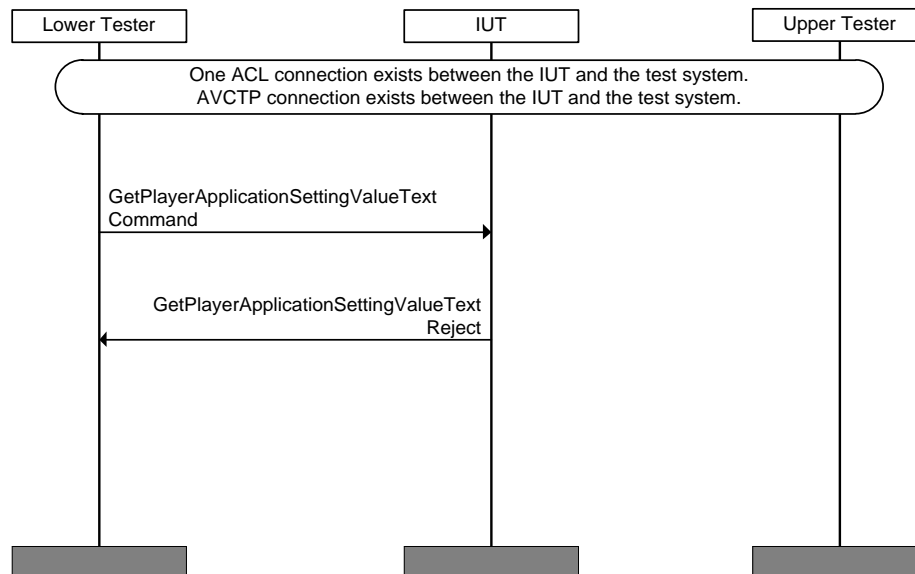 Lower Tester
IUT
Upper Tester
One ACL connection exists between the IUT and the test system.
AVCTP connection exists between the IUT and the test system.
GetPlayerApplicationSettingValueText
Command
GetPlayerApplicationSettingValueText
Reject